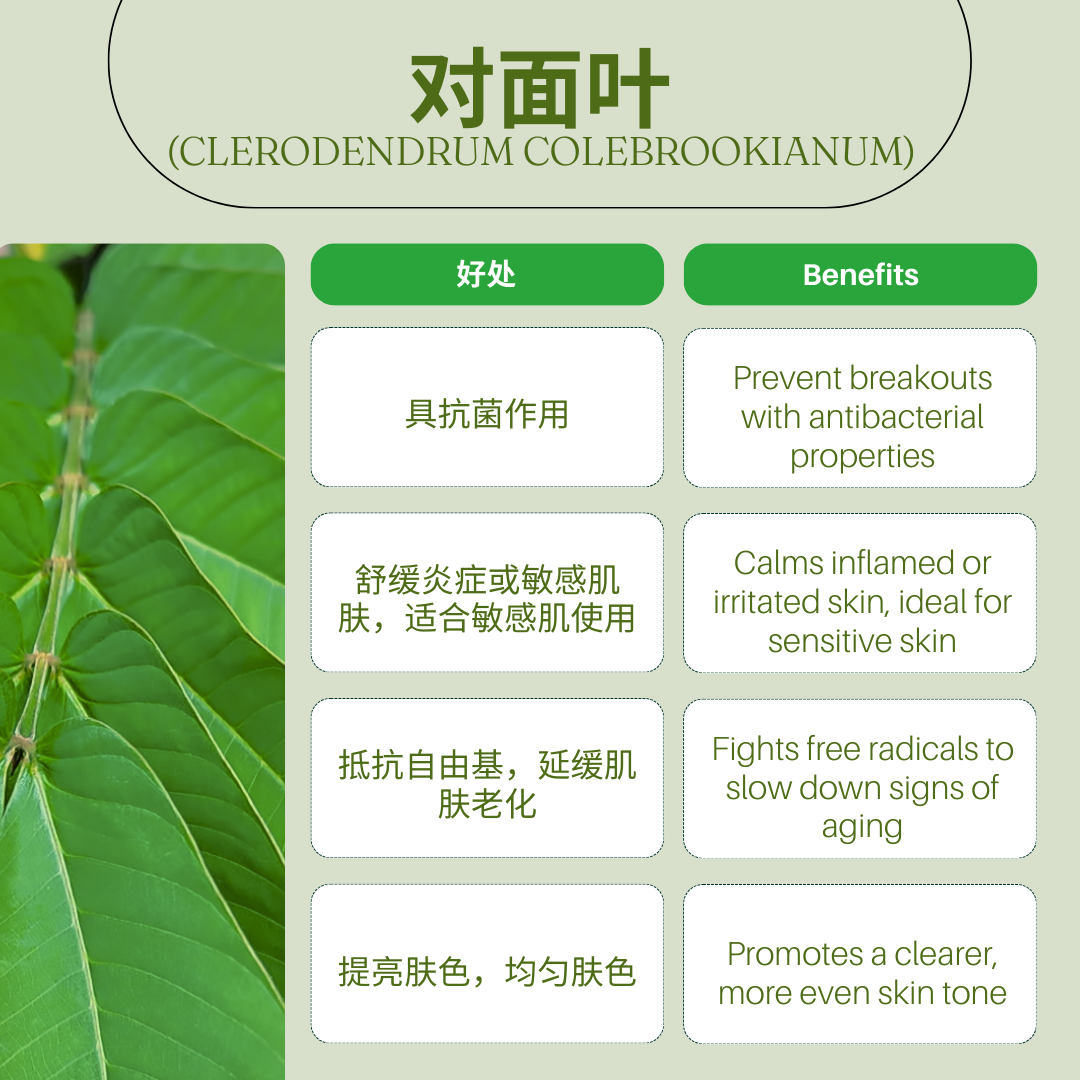 对面叶
(CLERODENDRUM COLEBROOKIANUM)
好处
Benefits
具抗菌作用
Prevent breakouts
with antibacterial
properties
舒缓炎症或敏感肌
肤，适合敏感肌使用
Calms inflamed or
irritated skin, ideal for
sensitive skin
抵抗自由基，延缓肌
肤老化
Fights free radicals to
slow down signs of
aging
提亮肤色，均匀肤色
Promotes a clearer,
more even skin tone